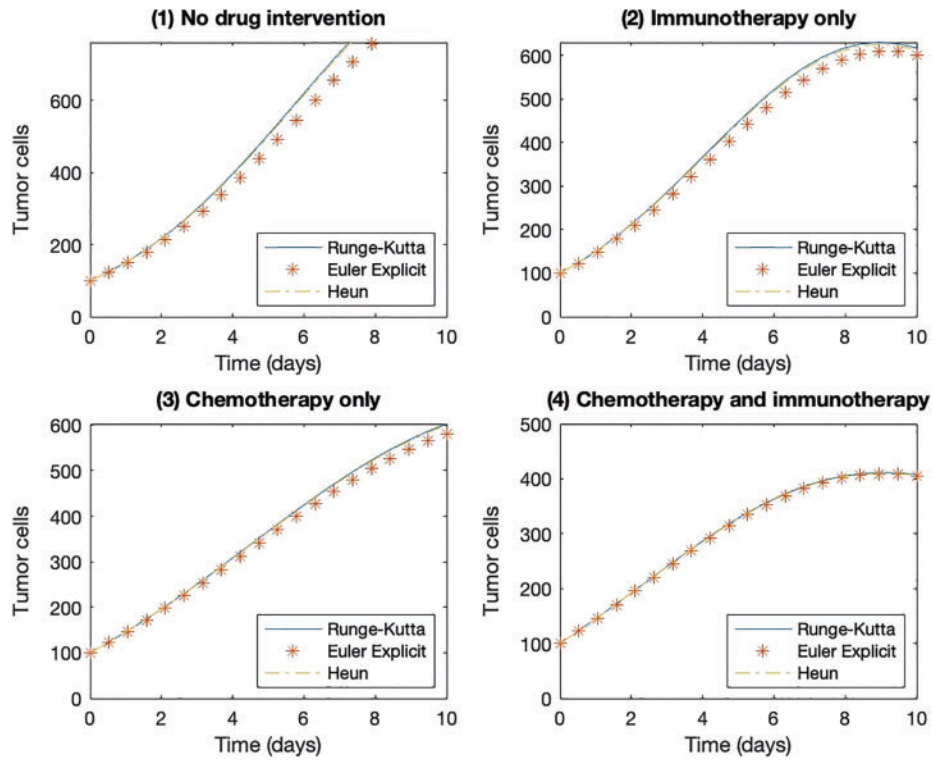 (1) No drug intervention
600
400
200
0
Tumor cells
0 2 4 6 8 10
Time (days)
Runge-Kutta
Euler Explicit
Heun
(2) Immunotherapy only
600
500
400
300
200
100
0
Tumor cells
0 2 4 6 8 10
Time (days)
Runge-Kutta
Euler Explicit
Heun
(3) Chemotherapy only
600
500
400
300
200
100
0
Tumor cells
0 2 4 6 8 10
Time (days)
Runge-Kutta
Euler Explicit
Heun
(4) Chemotherapy and immunotherapy
500
400
300
200
100
0
Tumor cells
0 2 4 6 8 10
Time (days)
Runge-Kutta
Euler Explicit
Heun